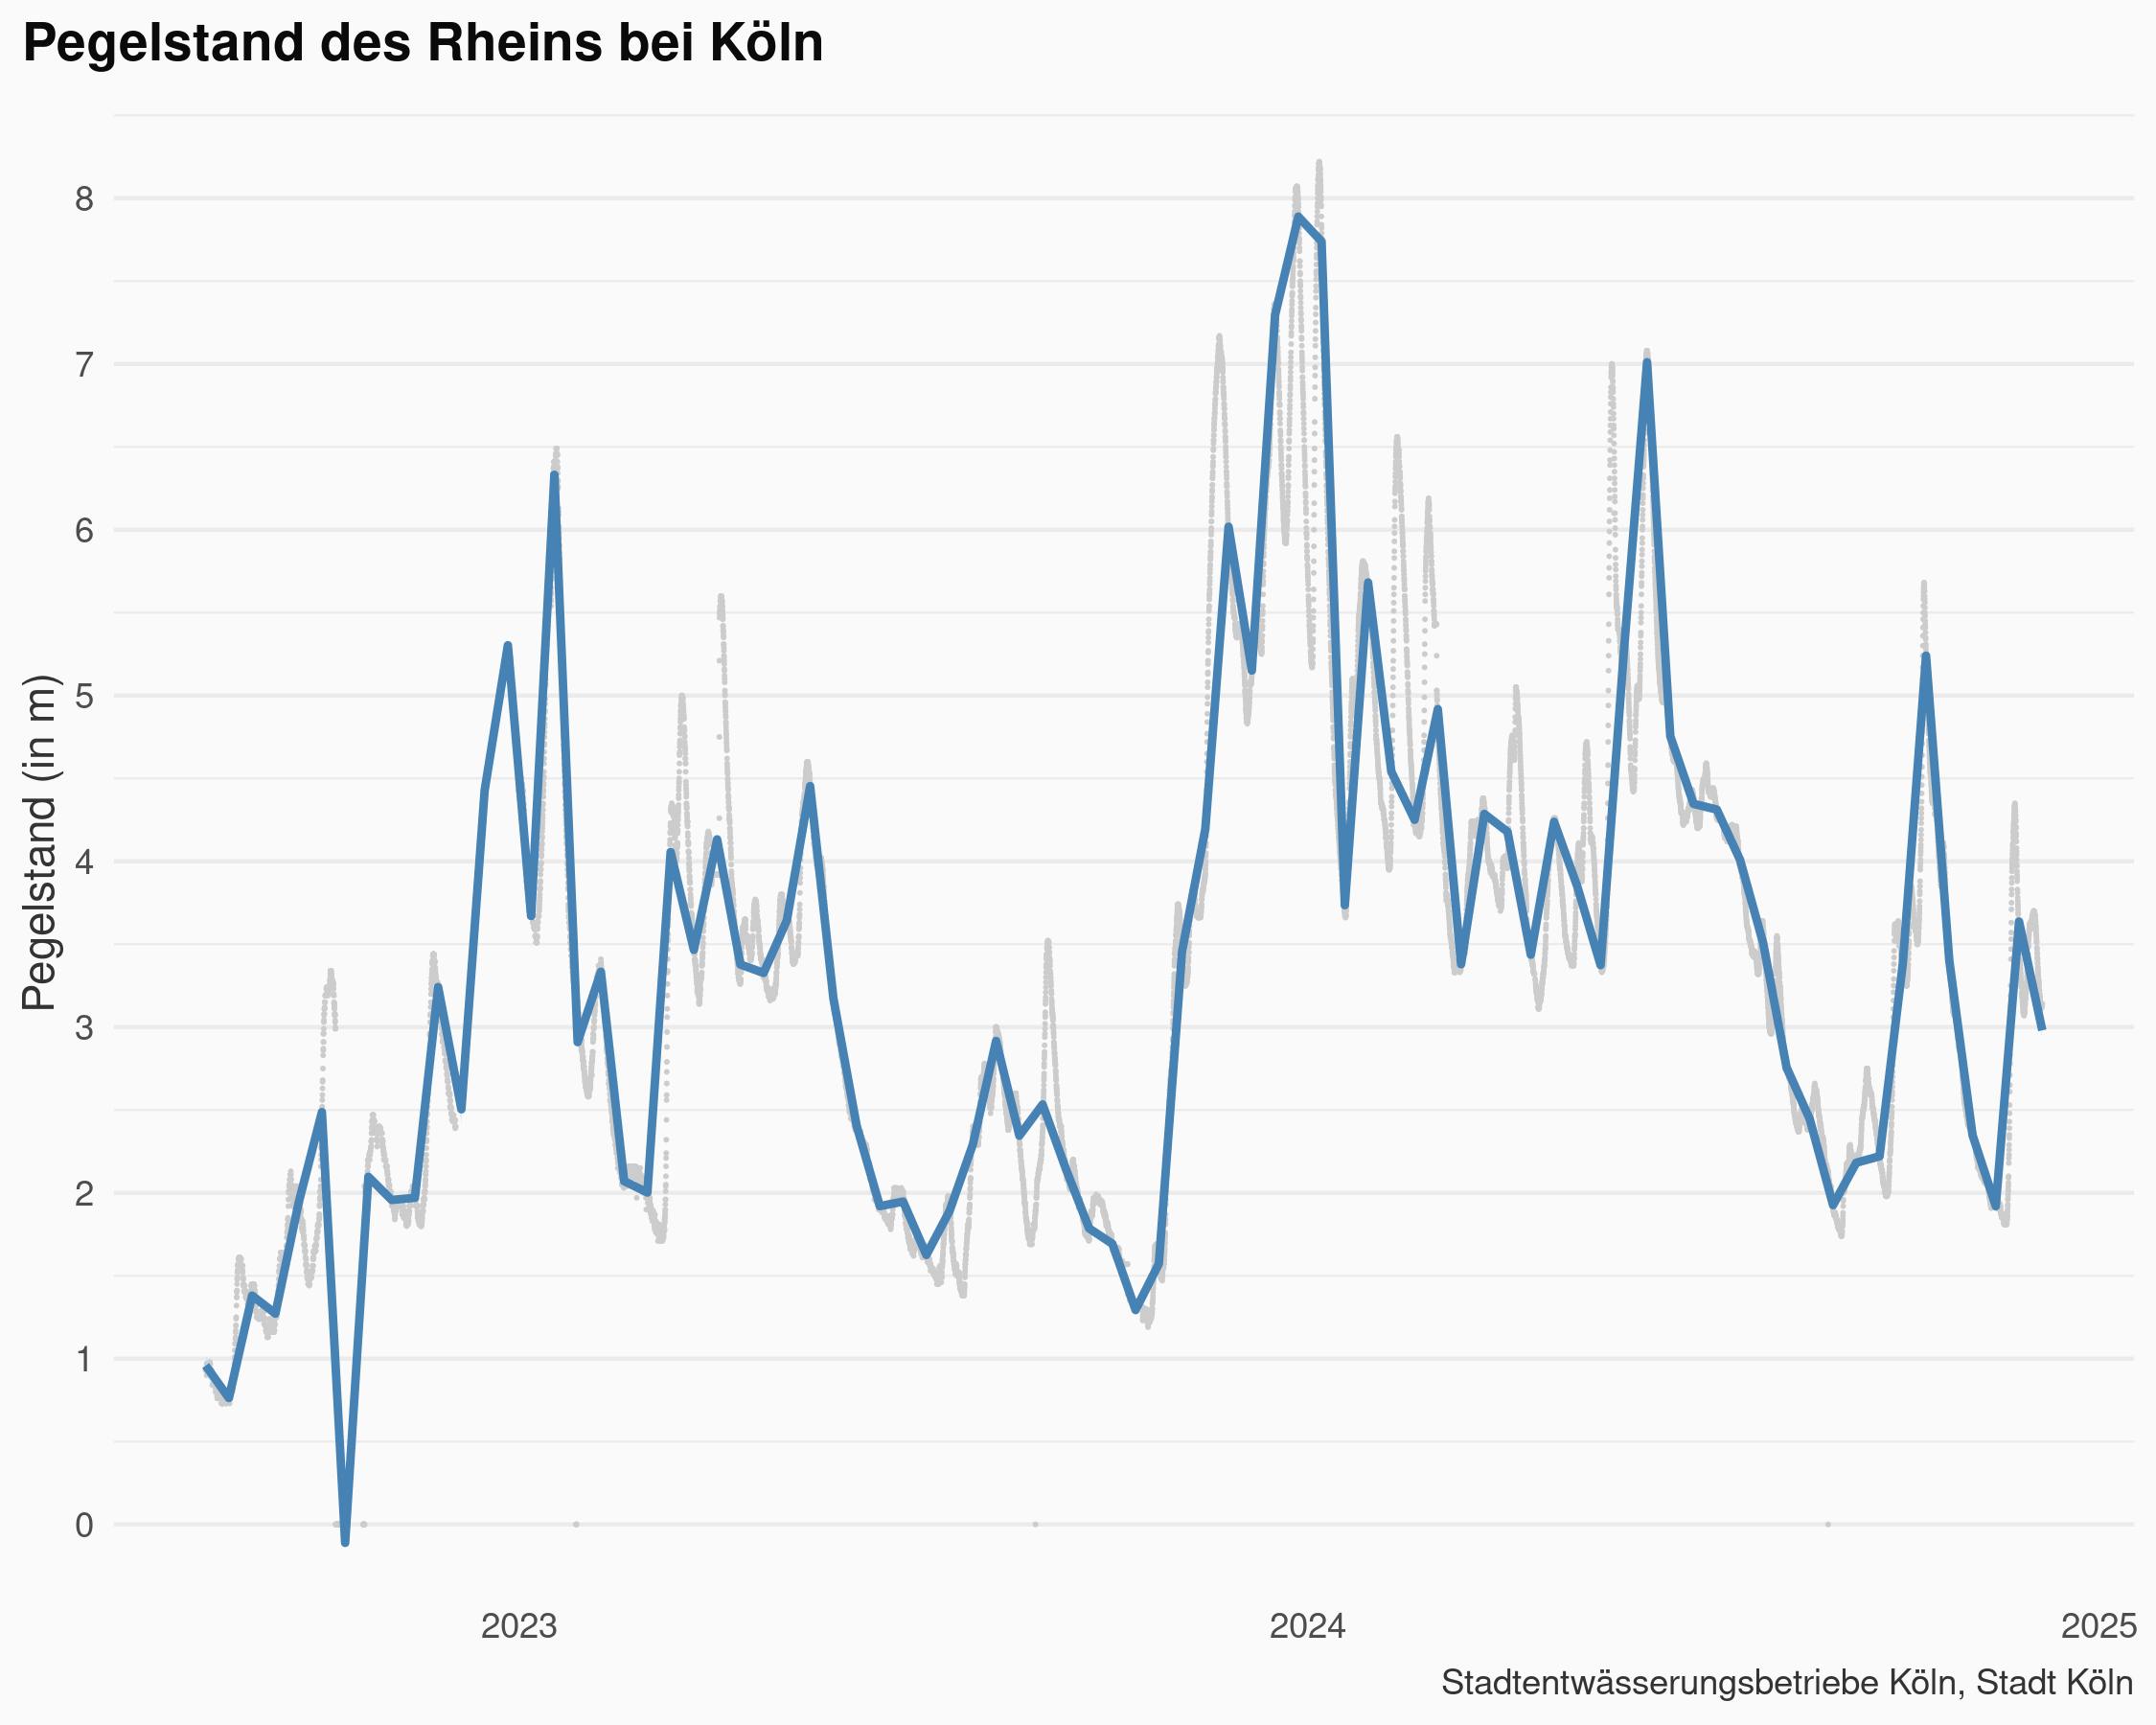 Pegelstand des Rheins bei Köln
Pegelstand (in m)
8
7
6
5
4
3
2
1
0
2023 2024 2025
Stadtentwässerungsbetriebe Köln, Stadt Köln